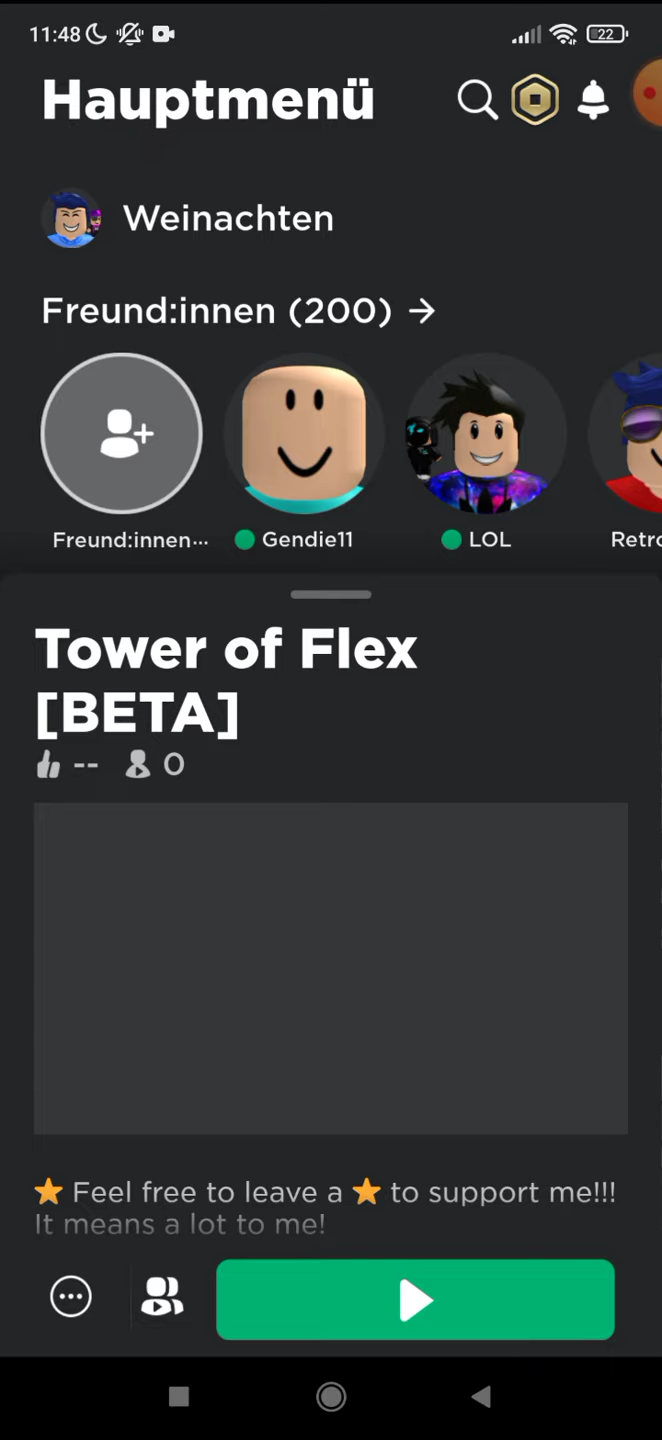 11:48 22
Hauptmenü
Weinachten
Freund:innen (200) →
Freund:innen... Gendie11 LOL Retro
Tower of Flex
[BETA]
-- 0
⭐ Feel free to leave a ⭐ to support me!!!
It means a lot to me!